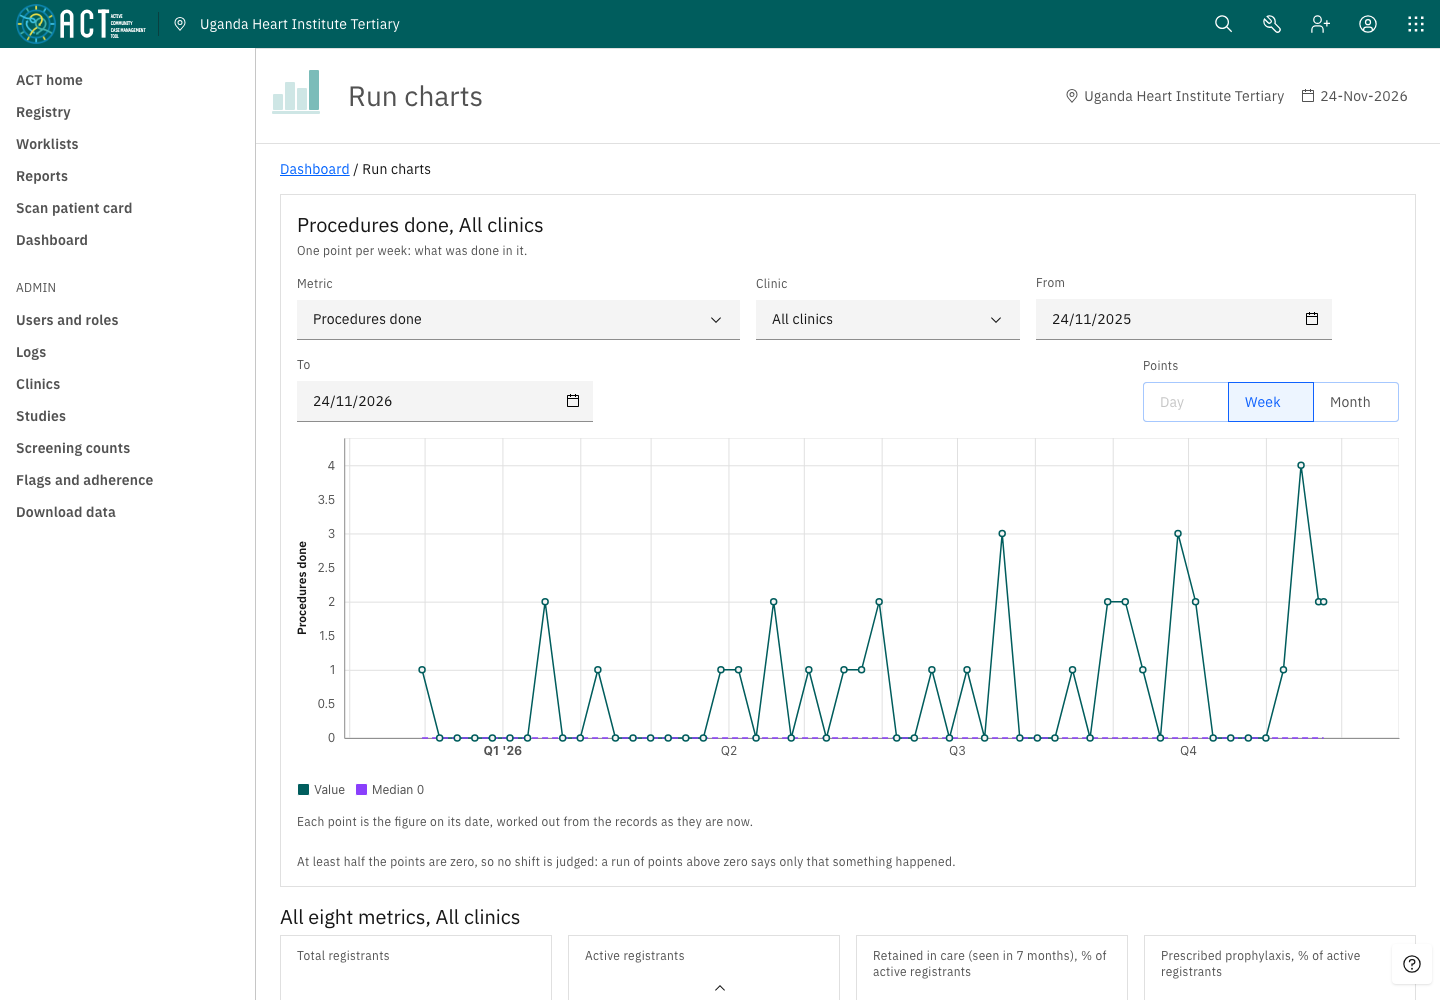 ACT ACTIVE
COMMUNITY
CASE MANAGEMENT
TOOL
Uganda Heart Institute Tertiary
ACT home
Registry
Worklists
Reports
Scan patient card
Dashboard
ADMIN
Users and roles
Logs
Clinics
Studies
Screening counts
Flags and adherence
Download data
Run charts
Uganda Heart Institute Tertiary
24-Nov-2026
Dashboard / Run charts
Procedures done, All clinics
One point per week: what was done in it.
Metric
Procedures done
Clinic
All clinics
From
24/11/2025
To
24/11/2026
Points
Day
Week
Month
Procedures done
4
3.5
3
2.5
2
1.5
1
0.5
0
Q1 '26
Q2
Q3
Q4
Value
Median 0
Each point is the figure on its date, worked out from the records as they are now.
At least half the points are zero, so no shift is judged: a run of points above zero says only that something happened.
All eight metrics, All clinics
Total registrants
Active registrants
Retained in care (seen in 7 months), % of
active registrants
Prescribed prophylaxis, % of active
registrants